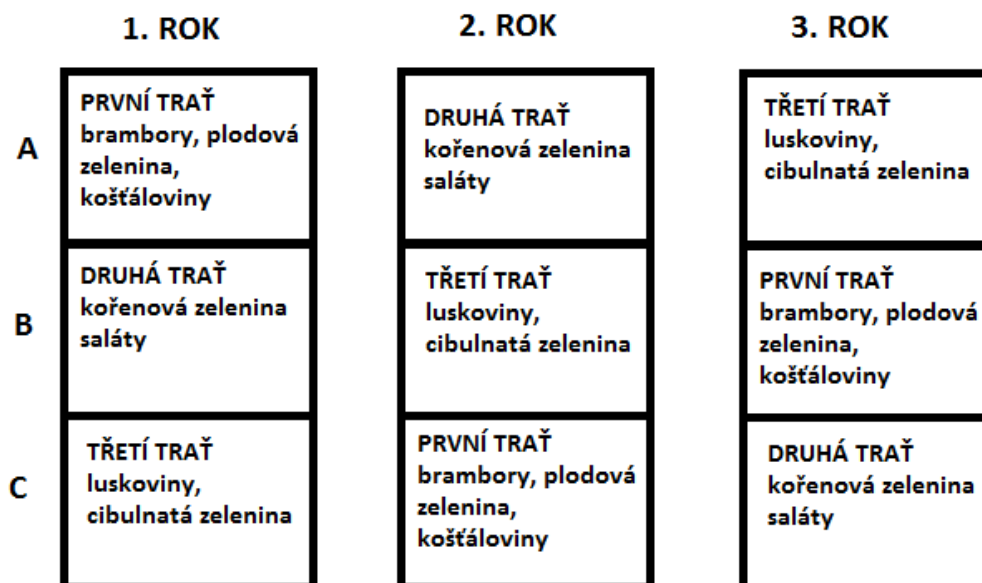 1. ROK
2. ROK
3. ROK
A
PRVNÍ TRAŤ
brambory, plodová
zelenina,
košťáloviny
DRUHÁ TRAŤ
kořenová zelenina
saláty
TŘETÍ TRAŤ
luskoviny,
cibulnatá zelenina
B
DRUHÁ TRAŤ
kořenová zelenina
saláty
TŘETÍ TRAŤ
luskoviny,
cibulnatá zelenina
PRVNÍ TRAŤ
brambory, plodová
zelenina,
košťáloviny
C
TŘETÍ TRAŤ
luskoviny,
cibulnatá zelenina
PRVNÍ TRAŤ
brambory, plodová
zelenina,
košťáloviny
DRUHÁ TRAŤ
kořenová zelenina
saláty